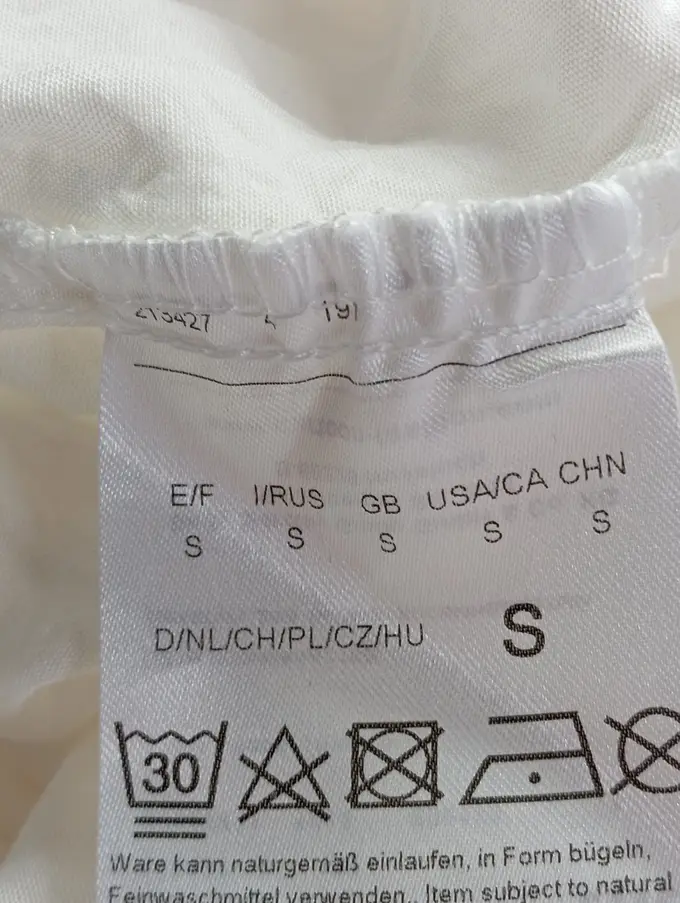 E/F I/RUS GB USA/CA CHN
S S S S S
D/NL/CH/PL/CZ/HU S
30
Ware kann naturgemäß einlaufen, in Form bügeln,
Feinwaschmittel verwenden.. Item subject to natural